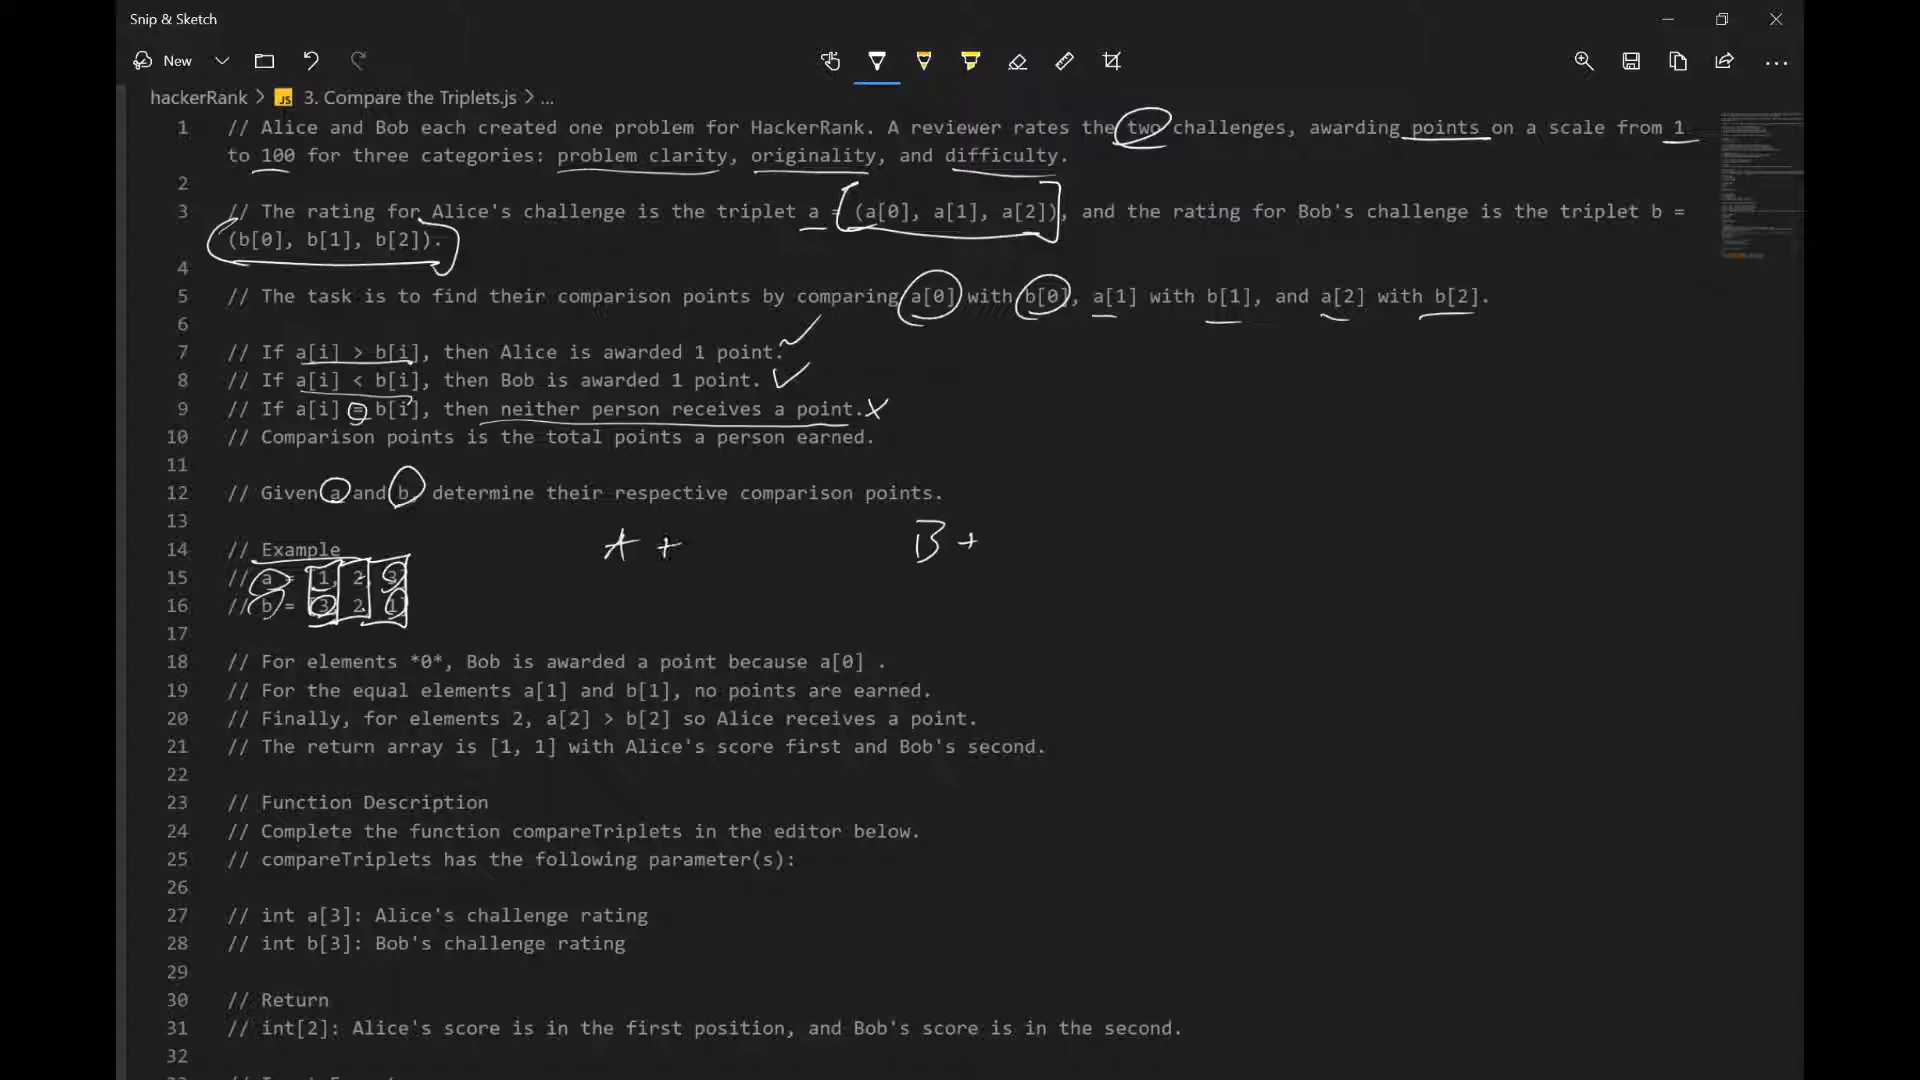 Snip & Sketch
New
hackerRank > JS 3. Compare the Triplets.js > ...
1 // Alice and Bob each created one problem for HackerRank. A reviewer rates the two challenges, awarding points on a scale from 1
to 100 for three categories: problem clarity, originality, and difficulty.
2
3 // The rating for Alice's challenge is the triplet a = (a[0], a[1], a[2]), and the rating for Bob's challenge is the triplet b =
(b[0], b[1], b[2]).
4
5 // The task is to find their comparison points by comparing a[0] with b[0], a[1] with b[1], and a[2] with b[2].
6
7 // If a[i] > b[i], then Alice is awarded 1 point.
8 // If a[i] < b[i], then Bob is awarded 1 point.
9 // If a[i] = b[i], then neither person receives a point.
10 // Comparison points is the total points a person earned.
11
12 // Given a and b, determine their respective comparison points.
13
A + B +
14 // Example
15 // a = [1, 2, 3]
16 // b = [3, 2, 1]
17
18 // For elements *0*, Bob is awarded a point because a[0] .
19 // For the equal elements a[1] and b[1], no points are earned.
20 // Finally, for elements 2, a[2] > b[2] so Alice receives a point.
21 // The return array is [1, 1] with Alice's score first and Bob's second.
22
23 // Function Description
24 // Complete the function compareTriplets in the editor below.
25 // compareTriplets has the following parameter(s):
26
27 // int a[3]: Alice's challenge rating
28 // int b[3]: Bob's challenge rating
29
30 // Return
31 // int[2]: Alice's score is in the first position, and Bob's score is in the second.
32